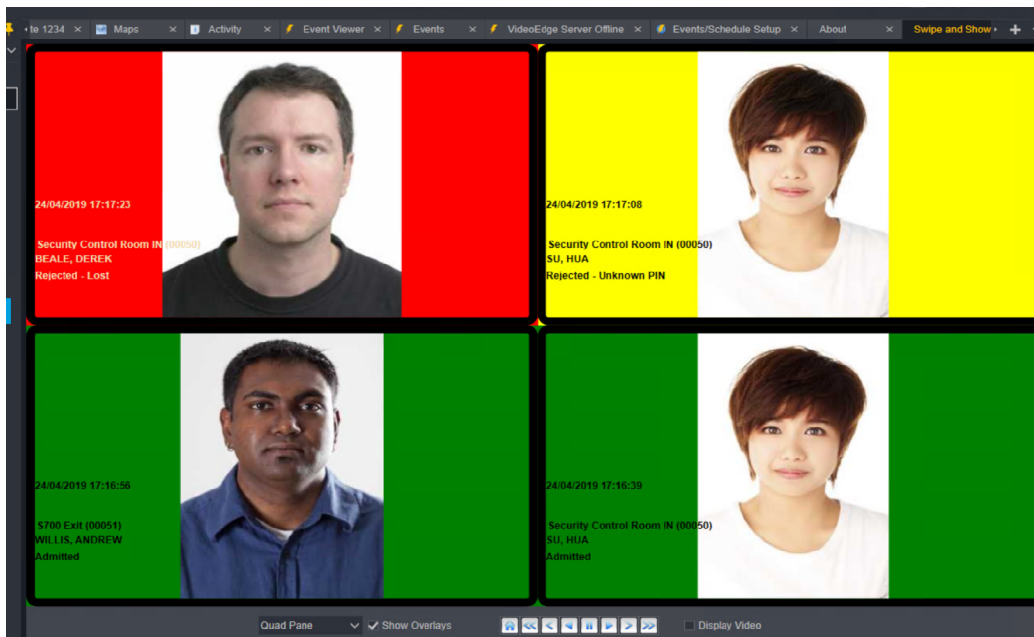 te 1234
Maps
Activity
Event Viewer
Events
VideoEdge Server Offline
Events/Schedule Setup
About
Swipe and Show
24/04/2019 17:17:23
Security Control Room IN (00050)
BEALE, DEREK
Rejected - Lost
24/04/2019 17:17:08
Security Control Room IN (00050)
SU, HUA
Rejected - Unknown PIN
24/04/2019 17:16:56
S700 Exit (00051)
WILLIS, ANDREW
Admitted
24/04/2019 17:16:39
Security Control Room IN (00050)
SU, HUA
Admitted
Quad Pane
Show Overlays
Display Video